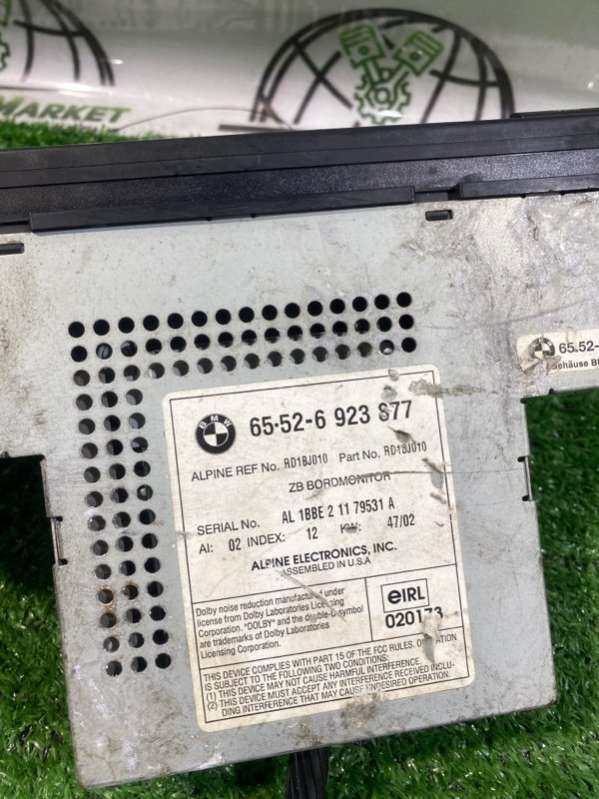 MARKET
BMW
65·52-6 923 877
65.52-
ALPINE REF No. RD1BJ010 Part No. RD1BJ010
ZB BORDMONITOR
SERIAL No. AL 1BBE 2 11 79531 A
AI: 02 INDEX: 12 KW: 47/02
ALPINE ELECTRONICS, INC.
ASSEMBLED IN U.S.A
Dolby noise reduction manufactured under
license from Dolby Laboratories Licensing
Corporation. "DOLBY" and the double-D symbol
are trademarks of Dolby Laboratories
Licensing Corporation.
eIRL
020173
THIS DEVICE COMPLIES WITH PART 15 OF THE FCC RULES. OPERATION
IS SUBJECT TO THE FOLLOWING TWO CONDITIONS:
(1) THIS DEVICE MAY NOT CAUSE HARMFUL INTERFERENCE.
(2) THIS DEVICE MUST ACCEPT ANY INTERFERENCE RECEIVED INCLU-
DING INTERFERENCE THAT MAY CAUSE UNDESIRED OPERATION.